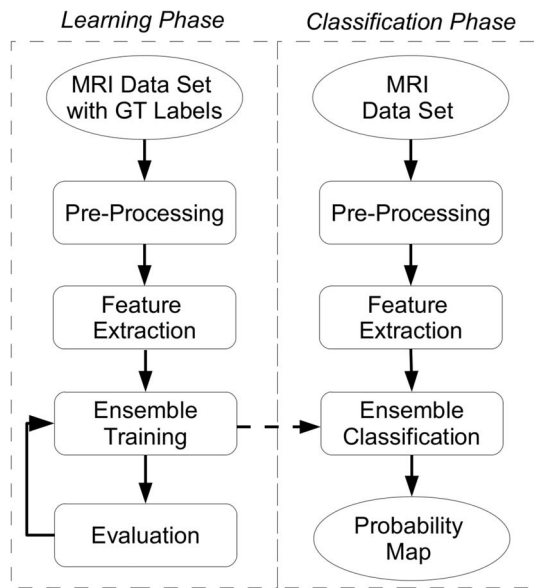 Learning Phase
MRI Data Set
with GT Labels
Pre-Processing
Feature
Extraction
Ensemble
Training
Evaluation
Classification Phase
MRI
Data Set
Pre-Processing
Feature
Extraction
Ensemble
Classification
Probability
Map